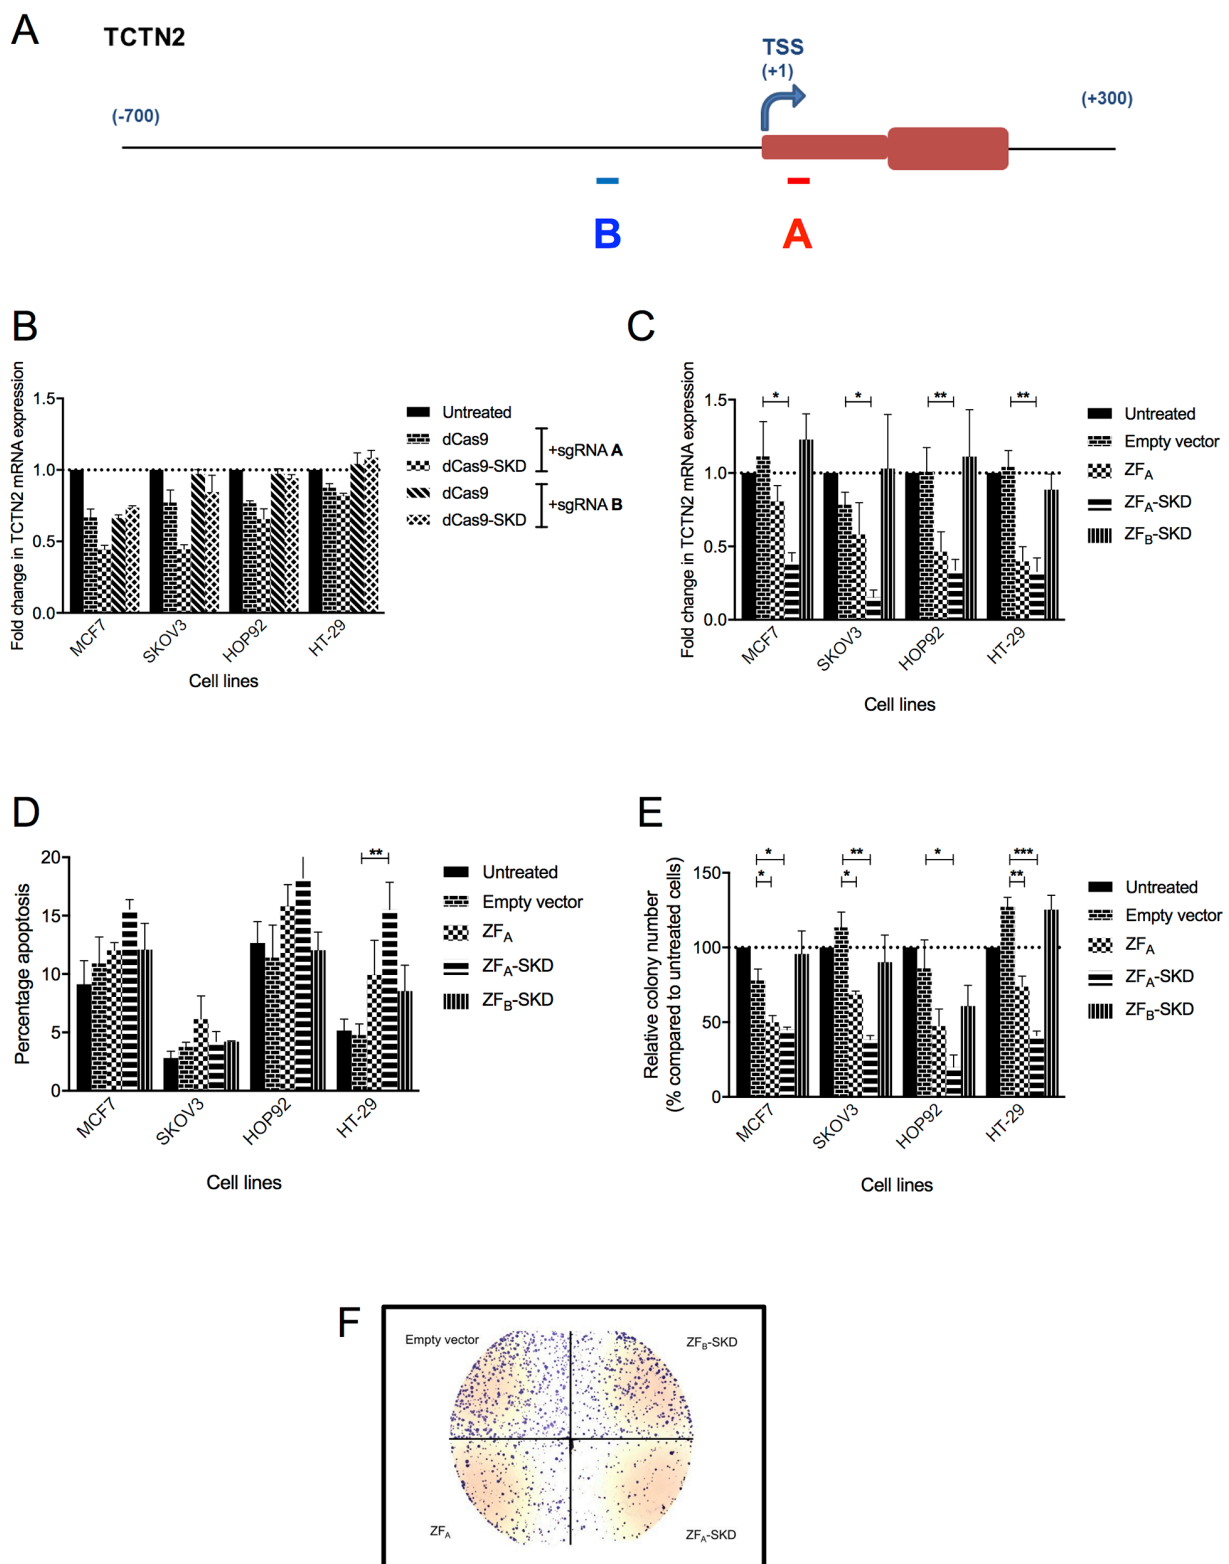 A
TCTN2
TSS
(+1)
(-700)
(+300)
B
A
B
Fold change in TCTN2 mRNA expression
1.5
1.0
0.5
0.0
MCF7
SKOV3
HOP92
HT-29
Cell lines
Untreated
dCas9
dCas9-SKD
+sgRNA A
dCas9
dCas9-SKD
+sgRNA B
C
Fold change in TCTN2 mRNA expression
1.5
1.0
0.5
0.0
*
*
**
**
MCF7
SKOV3
HOP92
HT-29
Cell lines
Untreated
Empty vector
ZFA
ZFA-SKD
ZFB-SKD
D
Percentage apoptosis
20
15
10
5
0
**
MCF7
SKOV3
HOP92
HT-29
Cell lines
Untreated
Empty vector
ZFA
ZFA-SKD
ZFB-SKD
E
Relative colony number
(% compared to untreated cells)
150
100
50
0
*
*
**
*
*
***
**
MCF7
SKOV3
HOP92
HT-29
Cell lines
Untreated
Empty vector
ZFA
ZFA-SKD
ZFB-SKD
F
Empty vector
ZFB-SKD
ZFA
ZFA-SKD